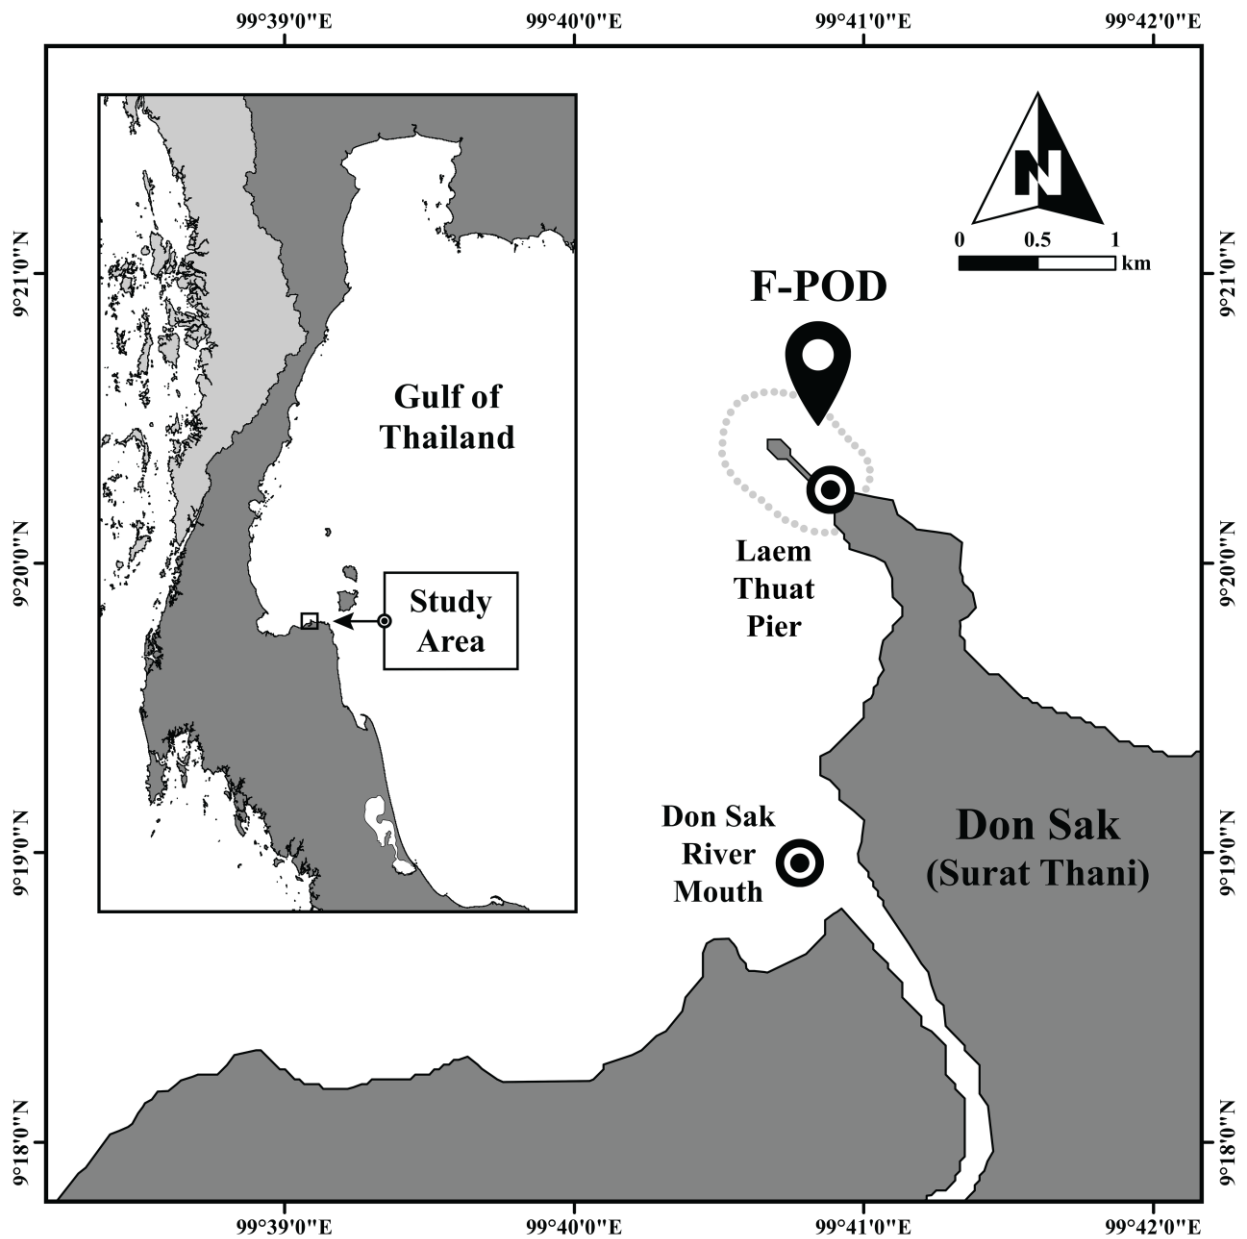 99°39'0"E
99°40'0"E
99°41'0"E
99°42'0"E
N
0 0.5 1
km
9°21'0"N
9°21'0"N
F-POD
Gulf of
Thailand
9°20'0"N
9°20'0"N
Laem
Thuat
Pier
Study
Area
Don Sak
River
Mouth
Don Sak
(Surat Thani)
9°19'0"N
9°19'0"N
9°18'0"N
9°18'0"N
99°39'0"E
99°40'0"E
99°41'0"E
99°42'0"E